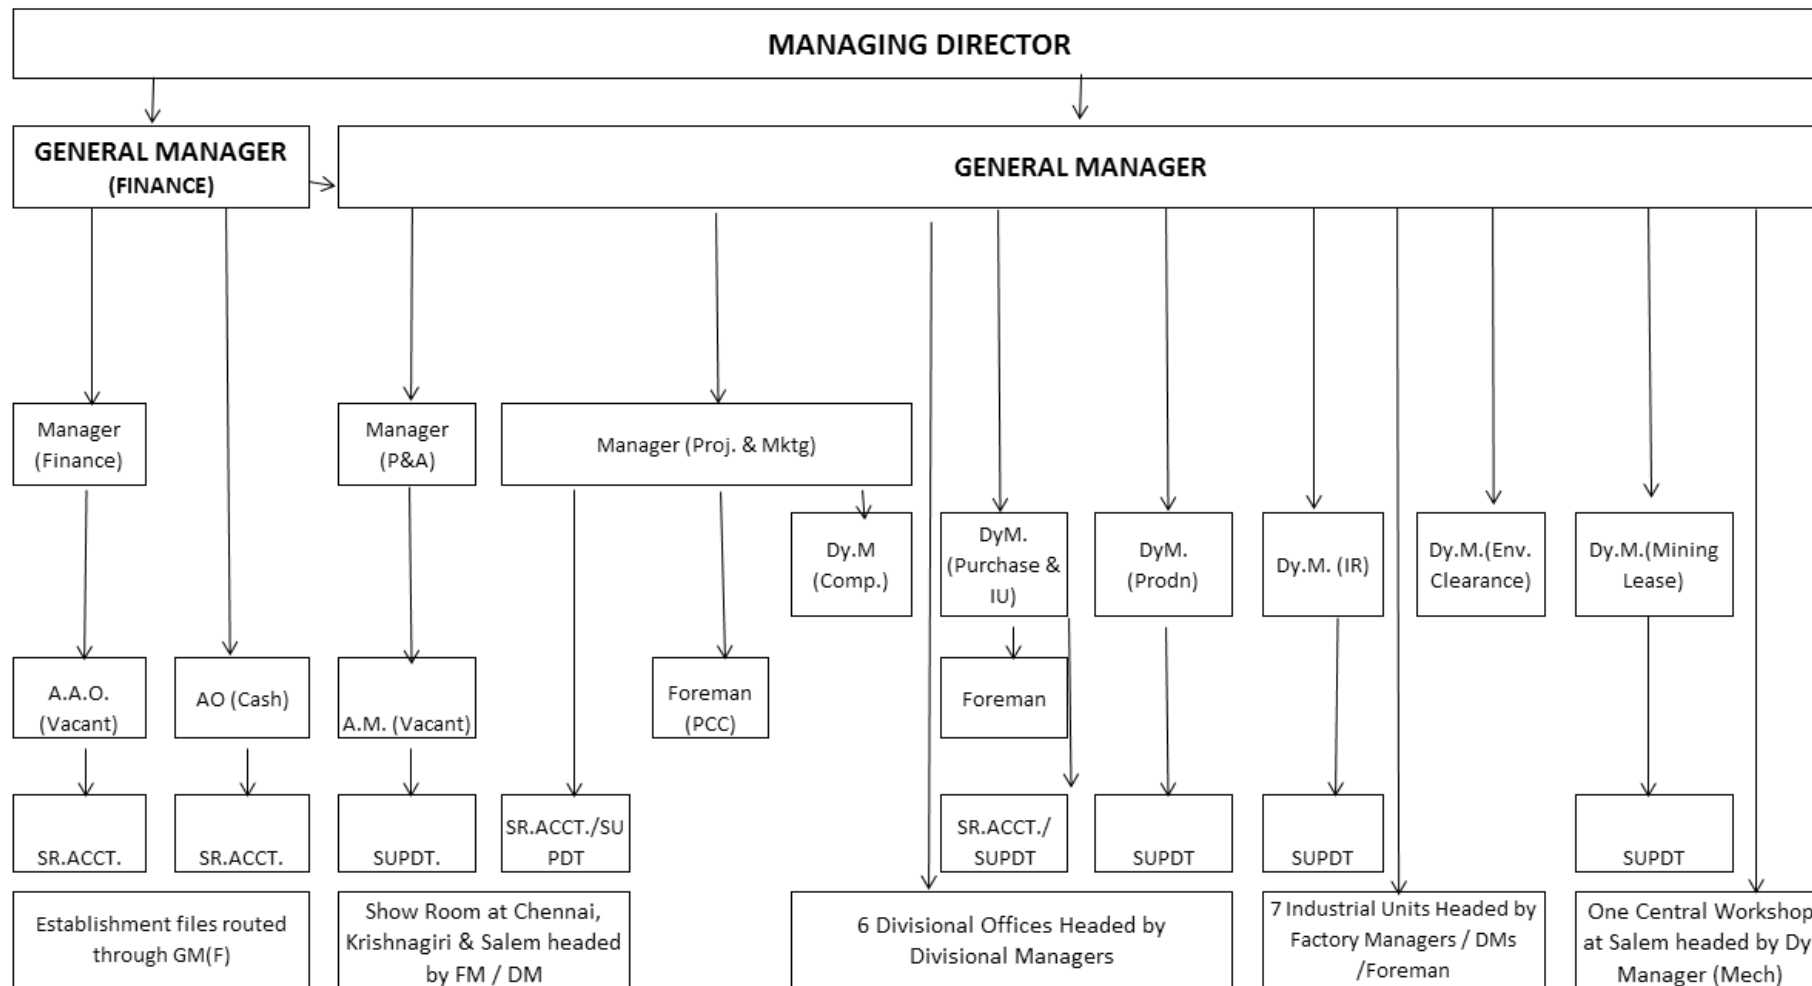 MANAGING DIRECTOR
GENERAL MANAGER
(FINANCE)
GENERAL MANAGER
Manager
(Finance)
Manager
(P&A)
Manager (Proj. & Mktg)
Dy.M
(Comp.)
DyM.
(Purchase &
IU)
DyM.
(Prodn)
Dy.M. (IR)
Dy.M.(Env.
Clearance)
Dy.M.(Mining
Lease)
A.A.O.
(Vacant)
AO (Cash)
A.M. (Vacant)
Foreman
(PCC)
Foreman
SR.ACCT.
SR.ACCT.
SUPDT.
SR.ACCT./SU
PDT
SR.ACCT./
SUPDT
SUPDT
SUPDT
SUPDT
Establishment files routed
through GM(F)
Show Room at Chennai,
Krishnagiri & Salem headed
by FM / DM
6 Divisional Offices Headed by
Divisional Managers
7 Industrial Units Headed by
Factory Managers / DMs
/Foreman
One Central Workshop
at Salem headed by Dy.
Manager (Mech)